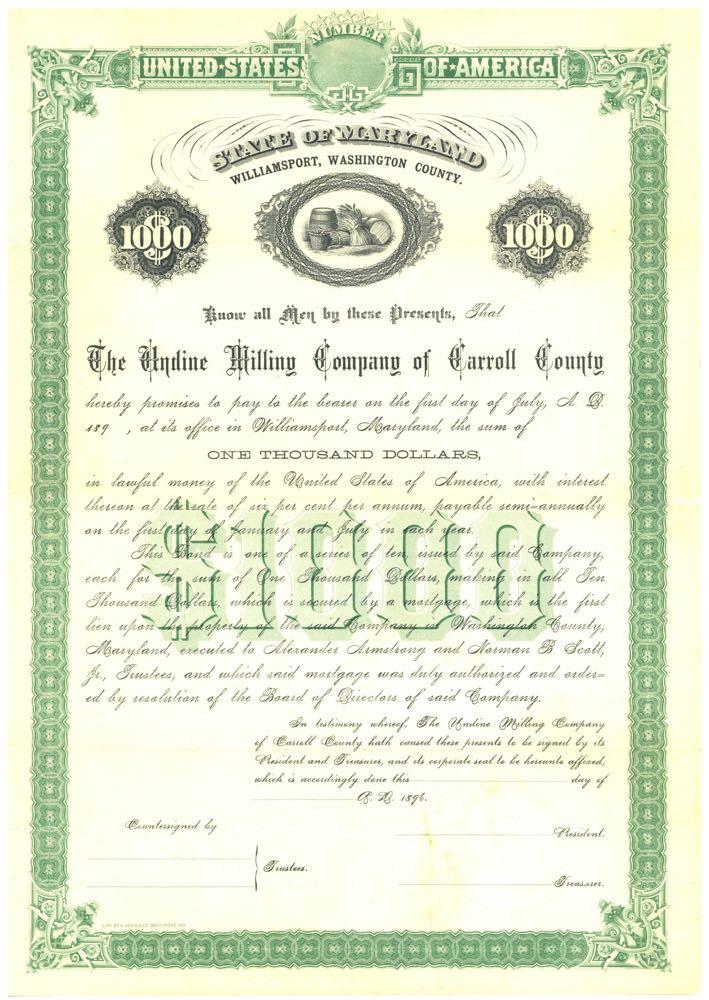 NUMBER
UNITED STATES OF AMERICA
STATE OF MARYLAND
WILLIAMSPORT, WASHINGTON COUNTY.
$1000 $1000
Know all Men by these Presents, That
The Undine Milling Company of Carroll County
hereby promises to pay to the bearer on the first day of July, A. D.
189 , at its office in Williamsport, Maryland, the sum of
ONE THOUSAND DOLLARS,
in lawful money of the United States of America, with interest
thereon at the rate of six per cent per annum, payable semi-annually
on the first day of January and July in each year.
$1000
This Bond is one of a series of ten, issued by said Company,
each for the sum of One Thousand Dollars, making in all Ten
Thousand Dollars, which is secured by a mortgage, which is the first
lien upon the property of the said Company in Washington County,
Maryland, executed to Alexander Armstrong and Norman B. Scott,
Jr., Trustees, and which said mortgage was duly authorized and order=
ed by resolution of the Board of Directors of said Company.
In testimony whereof, The Undine Milling Company
of Carroll County hath caused these presents to be signed by its
President and Treasurer, and its corporate seal to be hereunto affixed,
which is accordingly done this day of
A. D. 1896.
Countersigned by
President.
Trustees.
Treasurer.
LITH. BY A. HOEN & CO. BALTIMORE, MD.